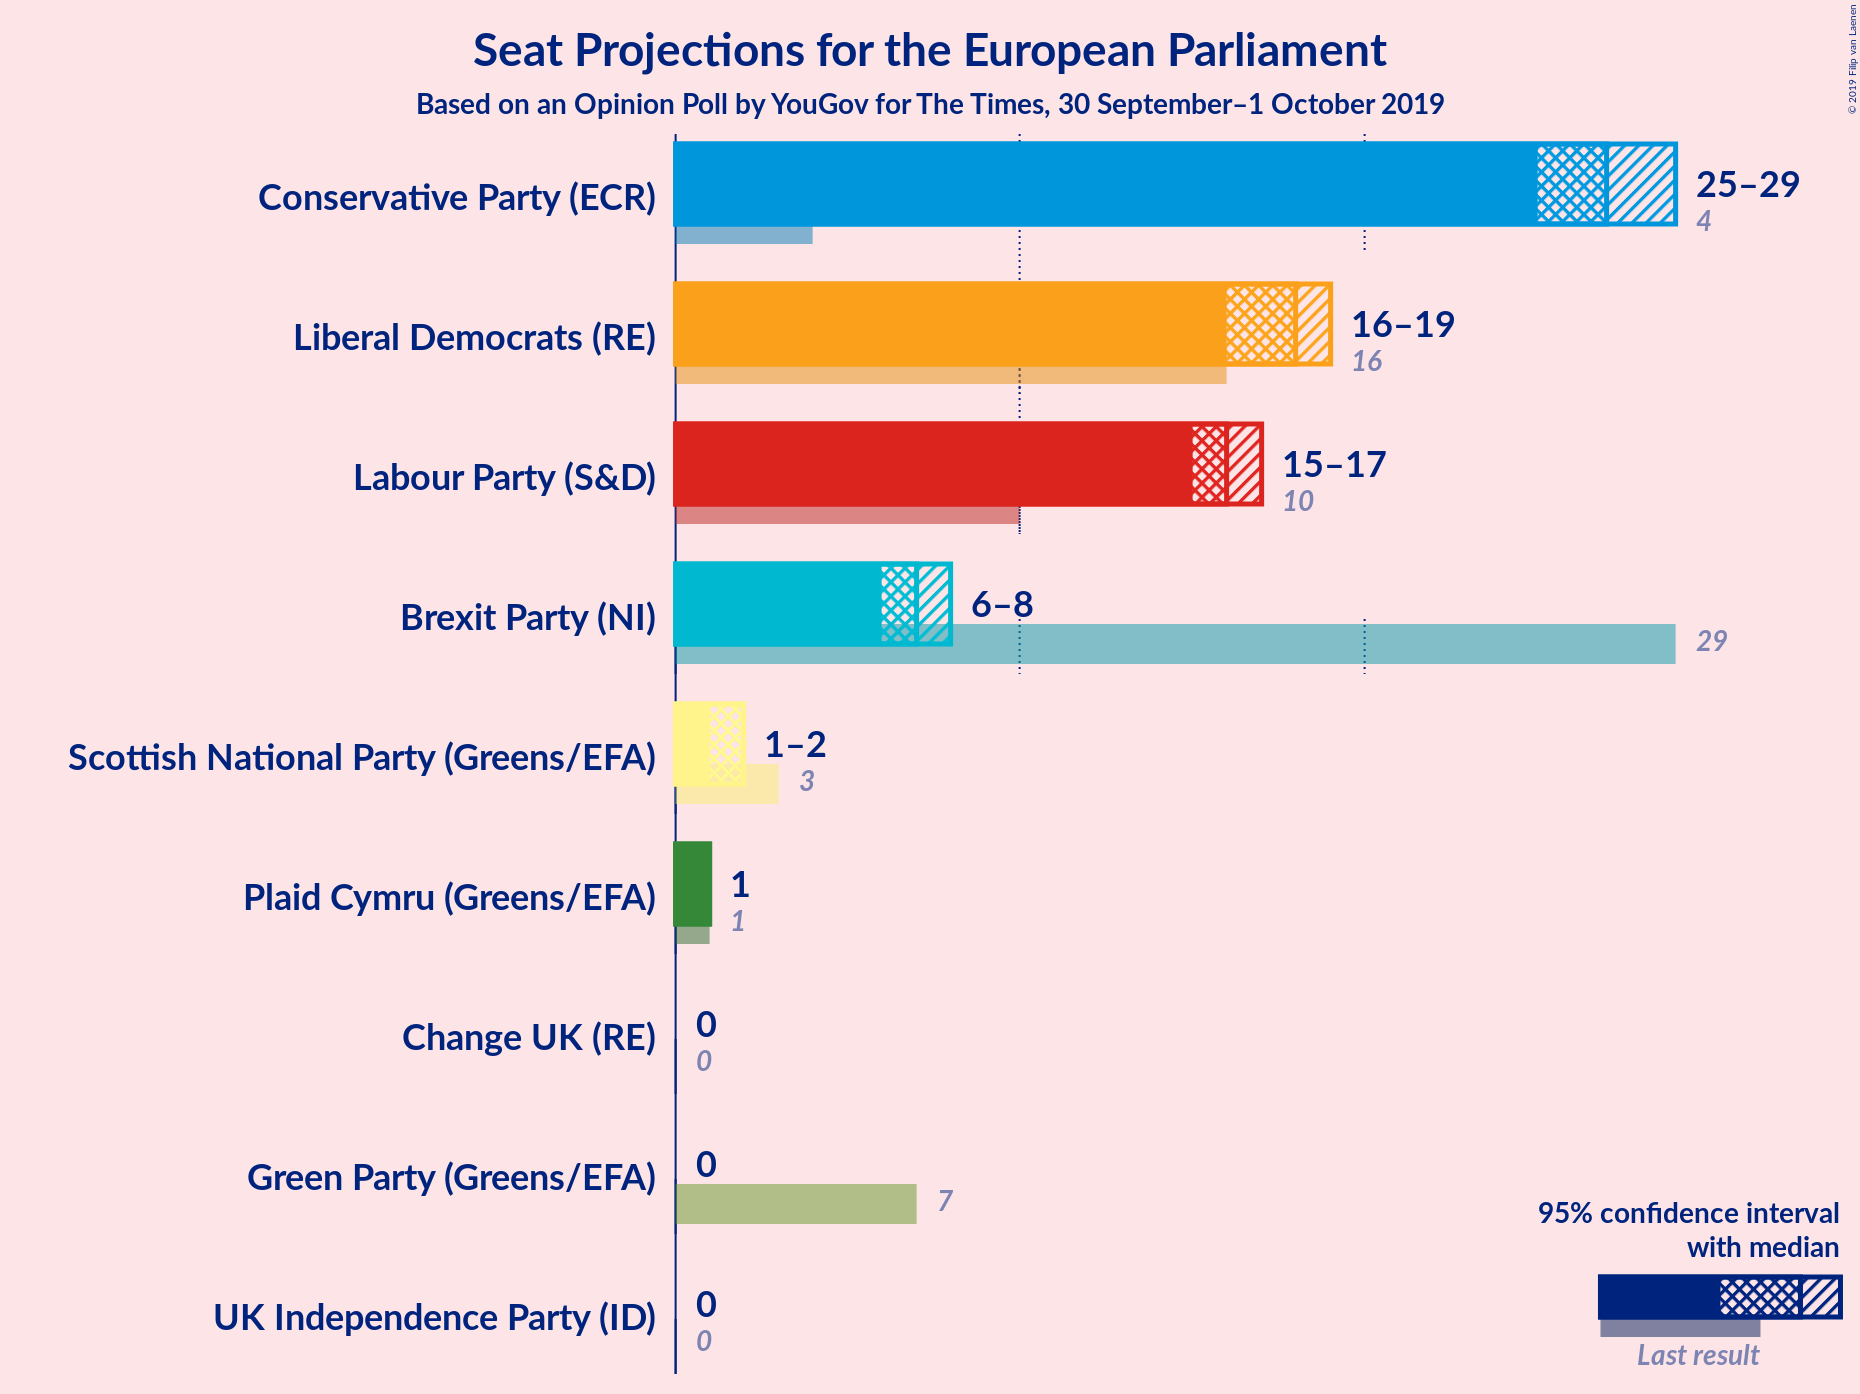 Seat Projections for the European Parliament
Based on an Opinion Poll by YouGov for The Times, 30 September–1 October 2019
© 2019 Filip van Laenen
Conservative Party (ECR)
25–29
4
Liberal Democrats (RE)
16–19
16
Labour Party (S&D)
15–17
10
Brexit Party (NI)
6–8
29
Scottish National Party (Greens/EFA)
1–2
3
Plaid Cymru (Greens/EFA)
1
1
Change UK (RE)
0
0
Green Party (Greens/EFA)
0
7
UK Independence Party (ID)
0
0
95% confidence interval
with median
Last result